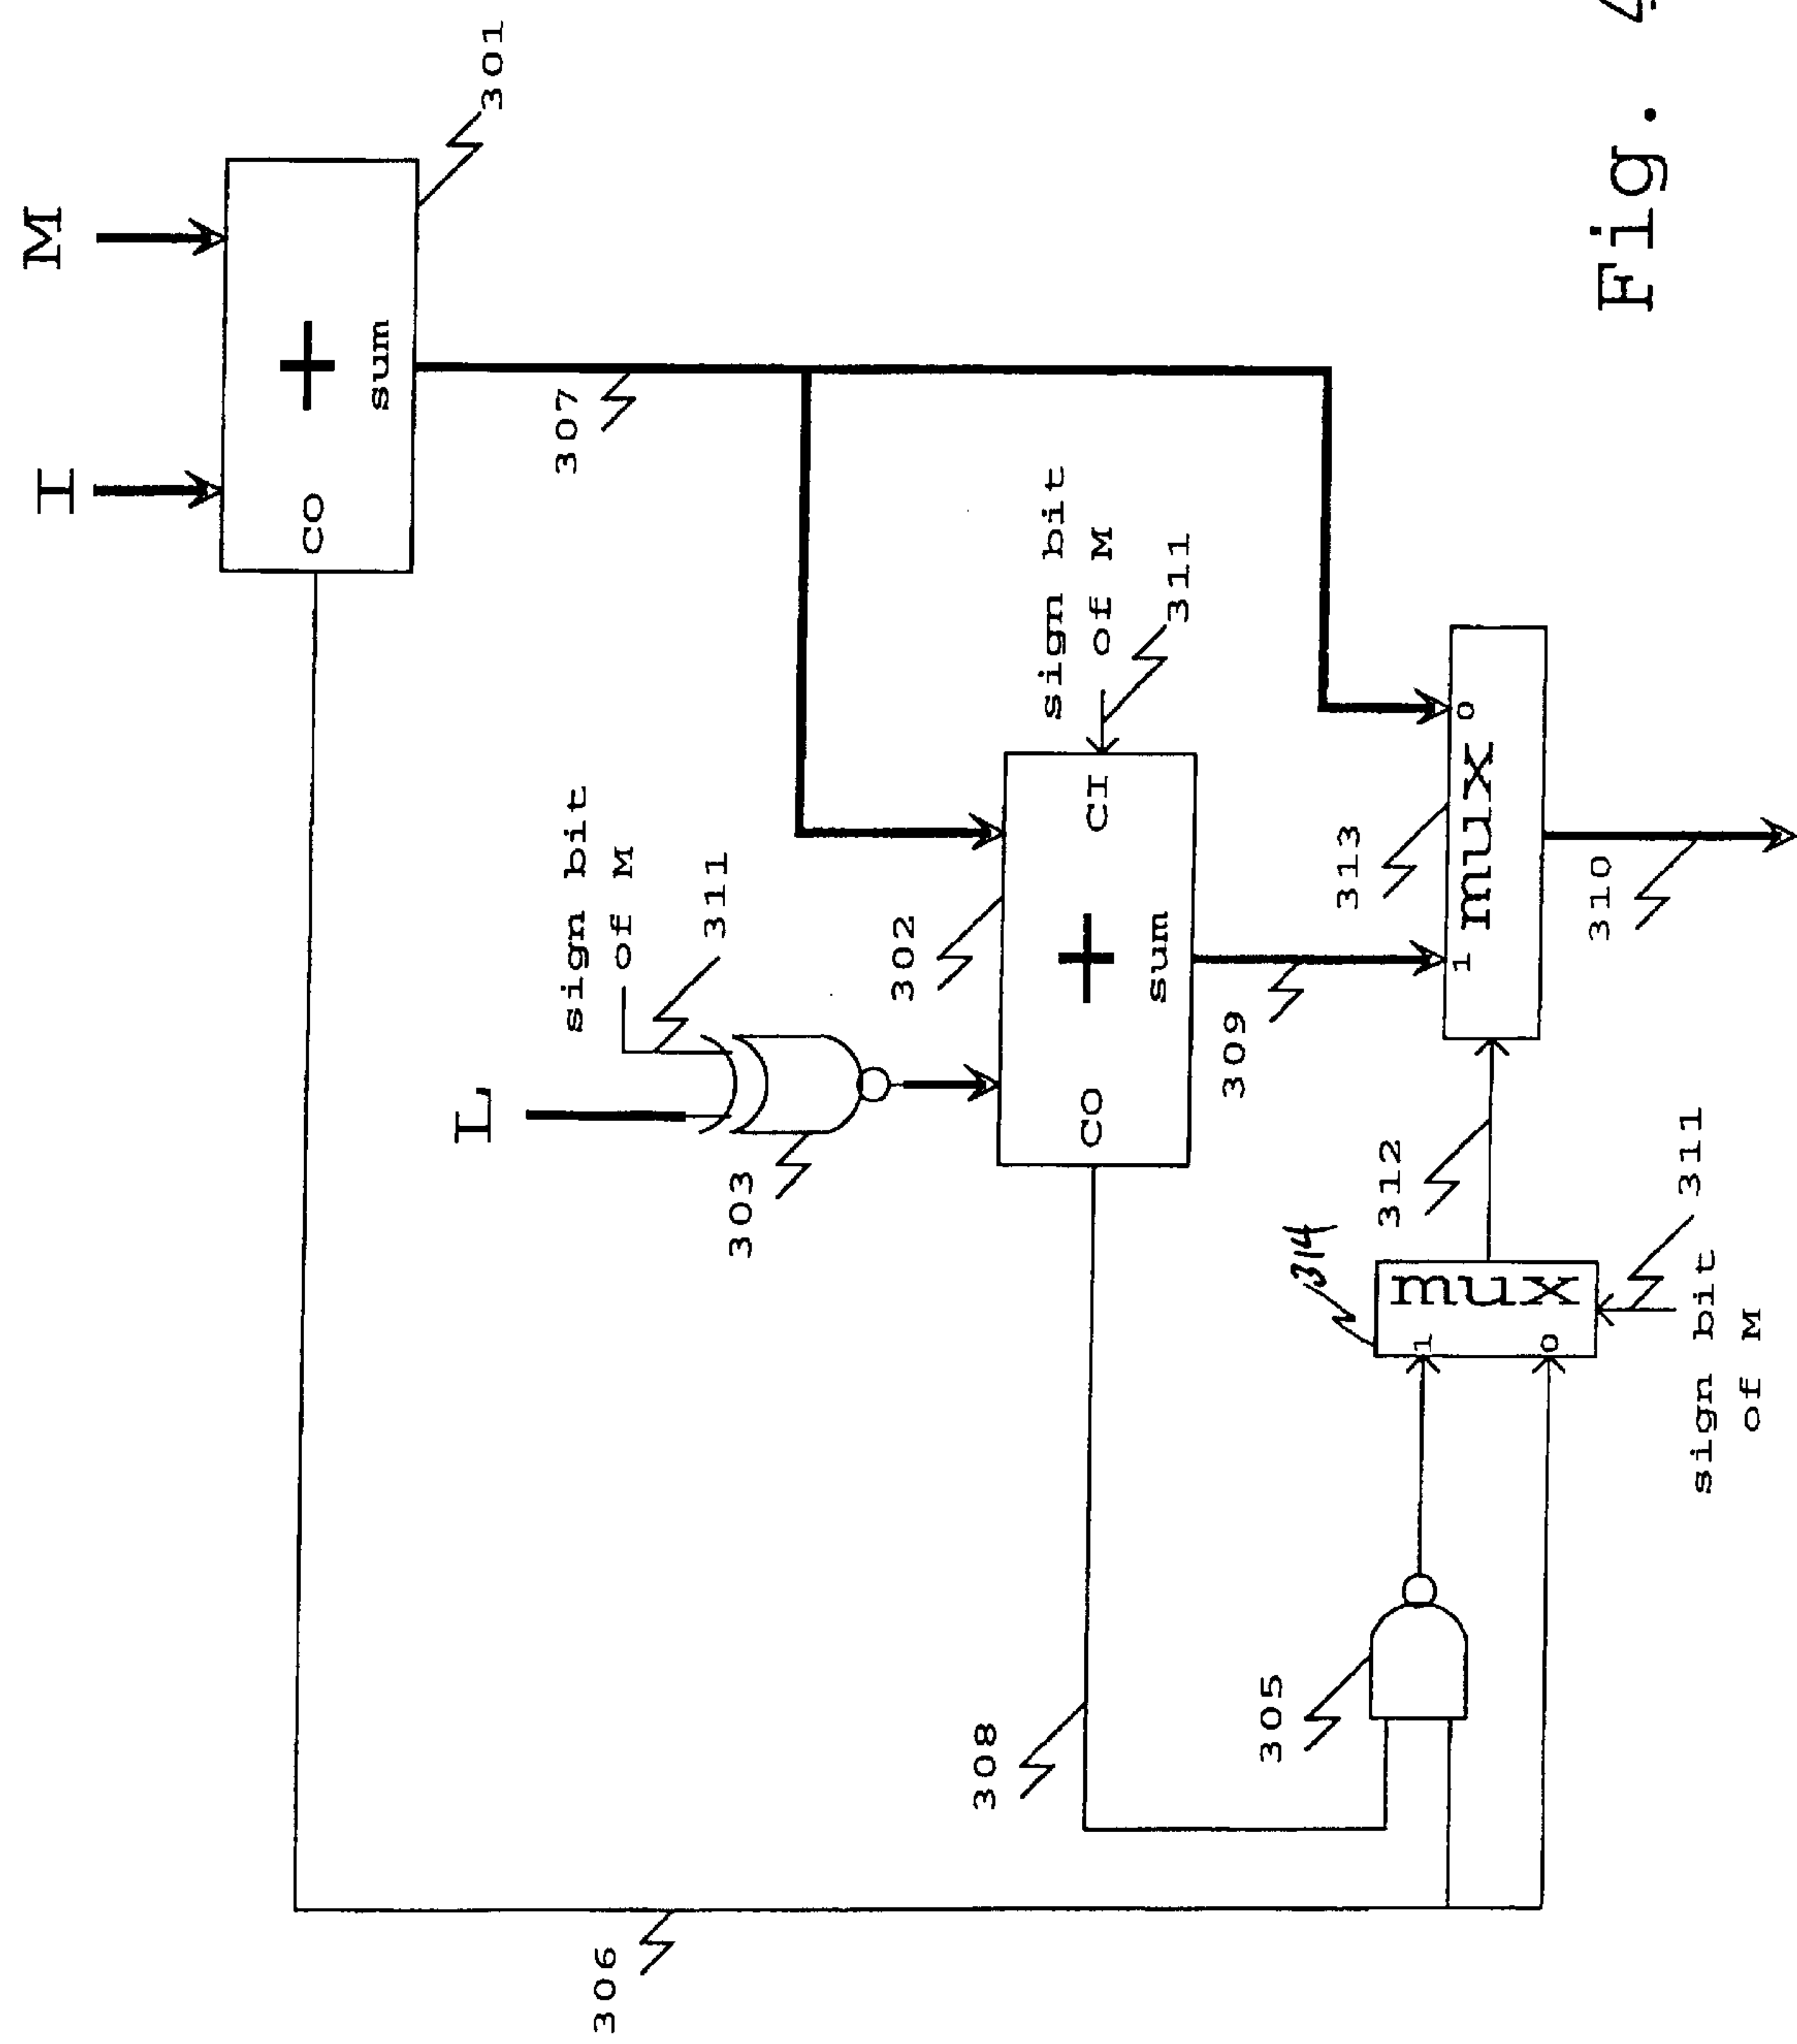 I
M
301
CO
+
sum
307
L
sign bit
of M
311
303
302
sign bit
of M
311
CO
+
CI
sum
308
309
313
1
mux
0
310
306
305
314
1
mux
0
312
311
sign bit
of M
Fig.